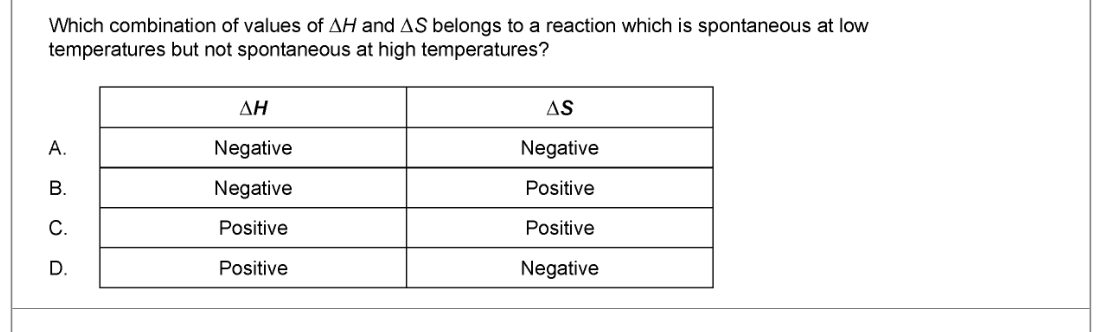 Which combination of values of ΔH and ΔS belongs to a reaction which is spontaneous at low
temperatures but not spontaneous at high temperatures?
ΔH ΔS
A. Negative Negative
B. Negative Positive
C. Positive Positive
D. Positive Negative